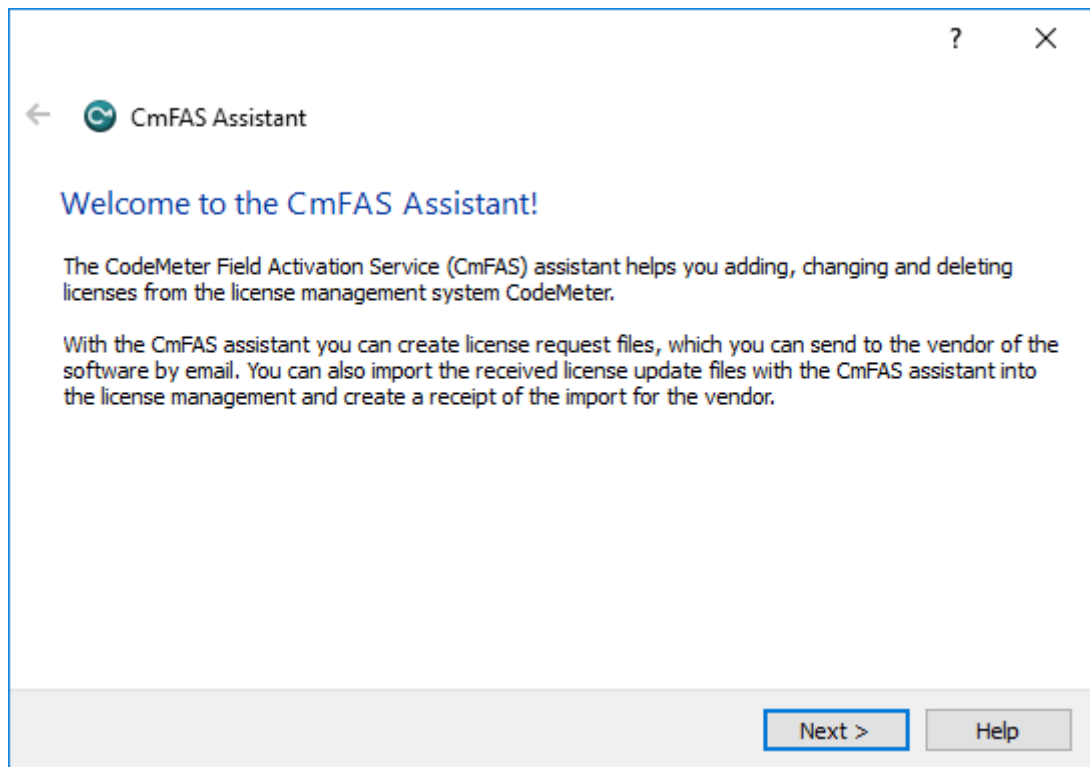 ?
CmFAS Assistant
Welcome to the CmFAS Assistant!
The CodeMeter Field Activation Service (CmFAS) assistant helps you adding, changing and deleting
licenses from the license management system CodeMeter.
With the CmFAS assistant you can create license request files, which you can send to the vendor of the
software by email. You can also import the received license update files with the CmFAS assistant into
the license management and create a receipt of the import for the vendor.
Next > Help